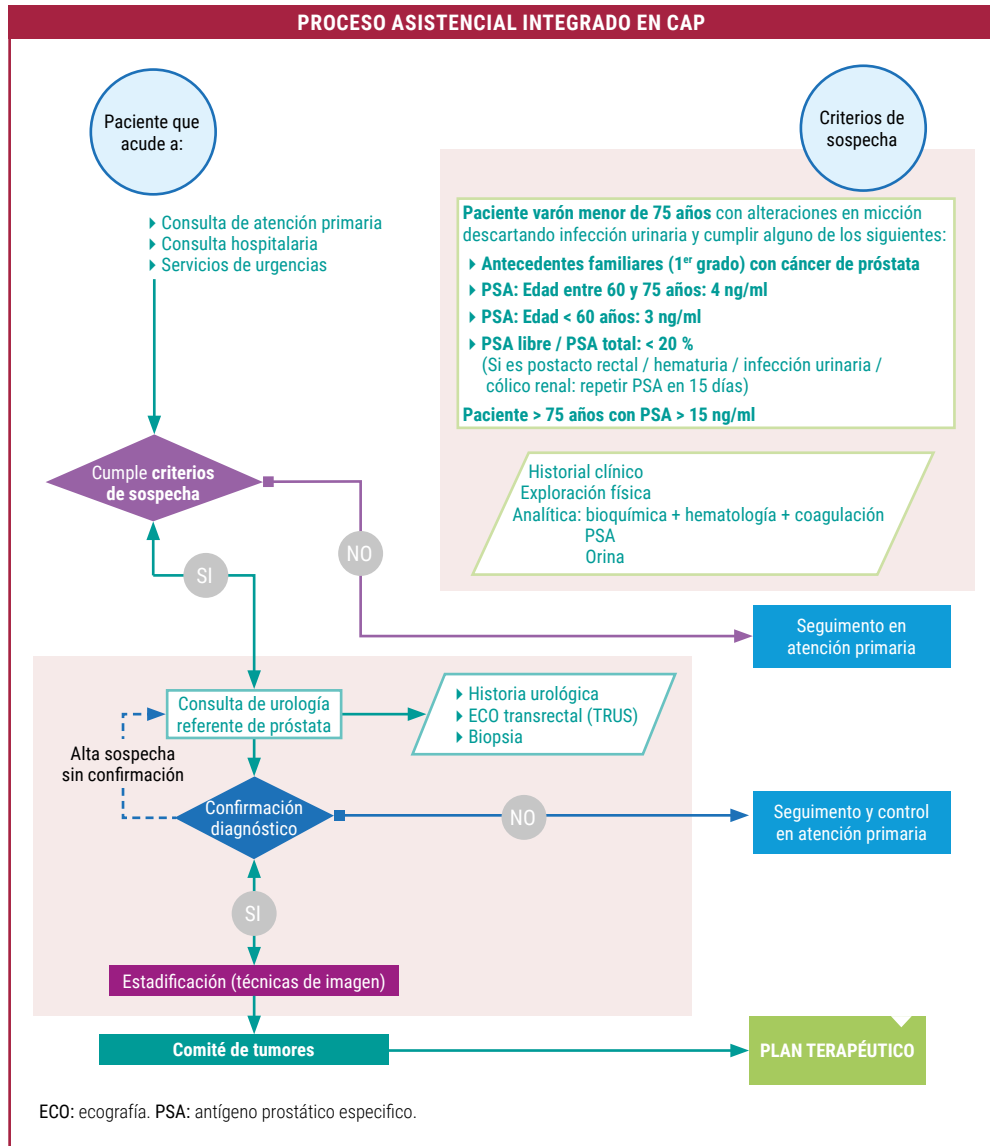 PROCESO ASISTENCIAL INTEGRADO EN CAP
Paciente que
acude a:
Consulta de atención primaria
Consulta hospitalaria
Servicios de urgencias
Criterios de
sospecha
Paciente varón menor de 75 años con alteraciones en micción
descartando infección urinaria y cumplir alguno de los siguientes:
Antecedentes familiares (1er grado) con cáncer de próstata
PSA: Edad entre 60 y 75 años: 4 ng/ml
PSA: Edad < 60 años: 3 ng/ml
PSA libre / PSA total: < 20 %
(Si es postacto rectal / hematuria / infección urinaria /
cólico renal: repetir PSA en 15 días)
Paciente > 75 años con PSA > 15 ng/ml
Historial clínico
Exploración física
Analítica: bioquímica + hematología + coagulación
PSA
Orina
Cumple criterios
de sospecha
NO
SI
Seguimento en
atención primaria
Consulta de urología
referente de próstata
Historia urológica
ECO transrectal (TRUS)
Biopsia
Alta sospecha
sin confirmación
Confirmación
diagnóstico
NO
Seguimento y control
en atención primaria
SI
Estadificación (técnicas de imagen)
Comité de tumores
PLAN TERAPÉUTICO
ECO: ecografía. PSA: antígeno prostático especifico.